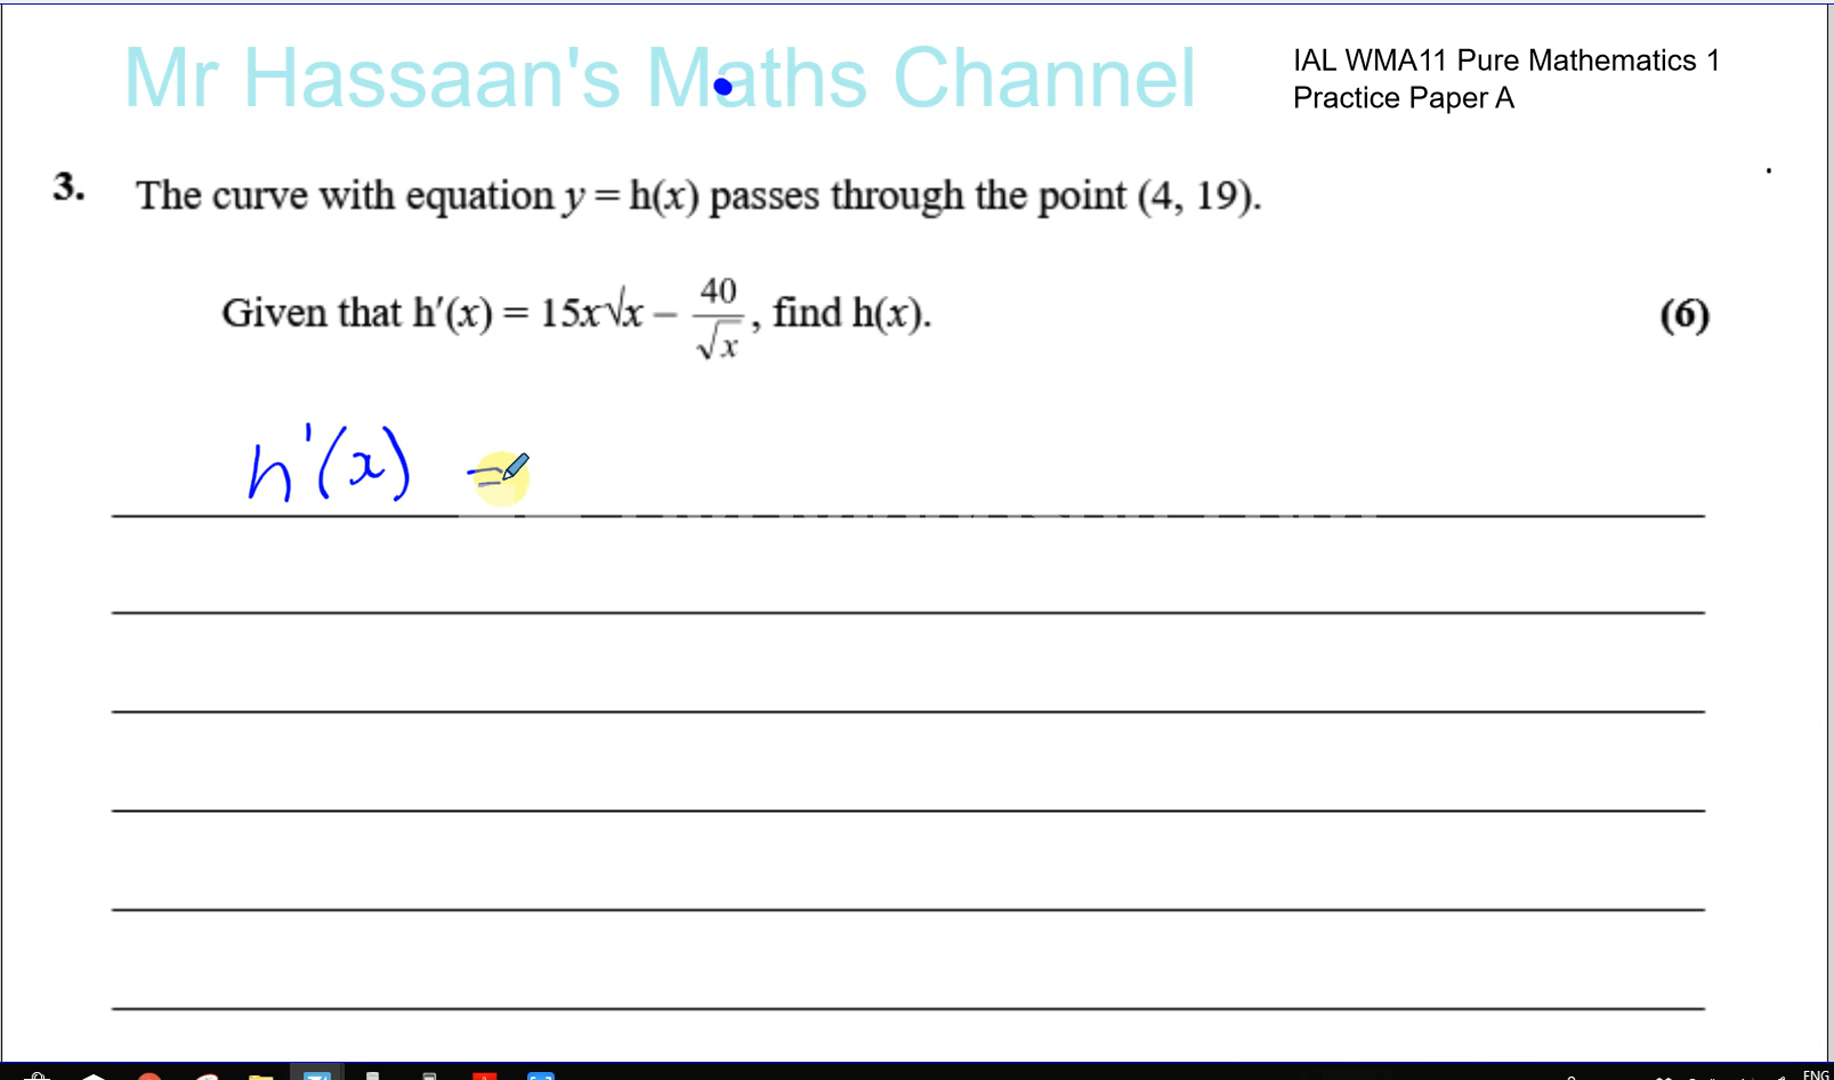 Mr Hassaan's Maths Channel
IAL WMA11 Pure Mathematics 1
Practice Paper A
3. The curve with equation y = h(x) passes through the point (4, 19).
Given that h′(x) = 15x√x − 40/√x, find h(x). (6)
h'(x) =
ENG